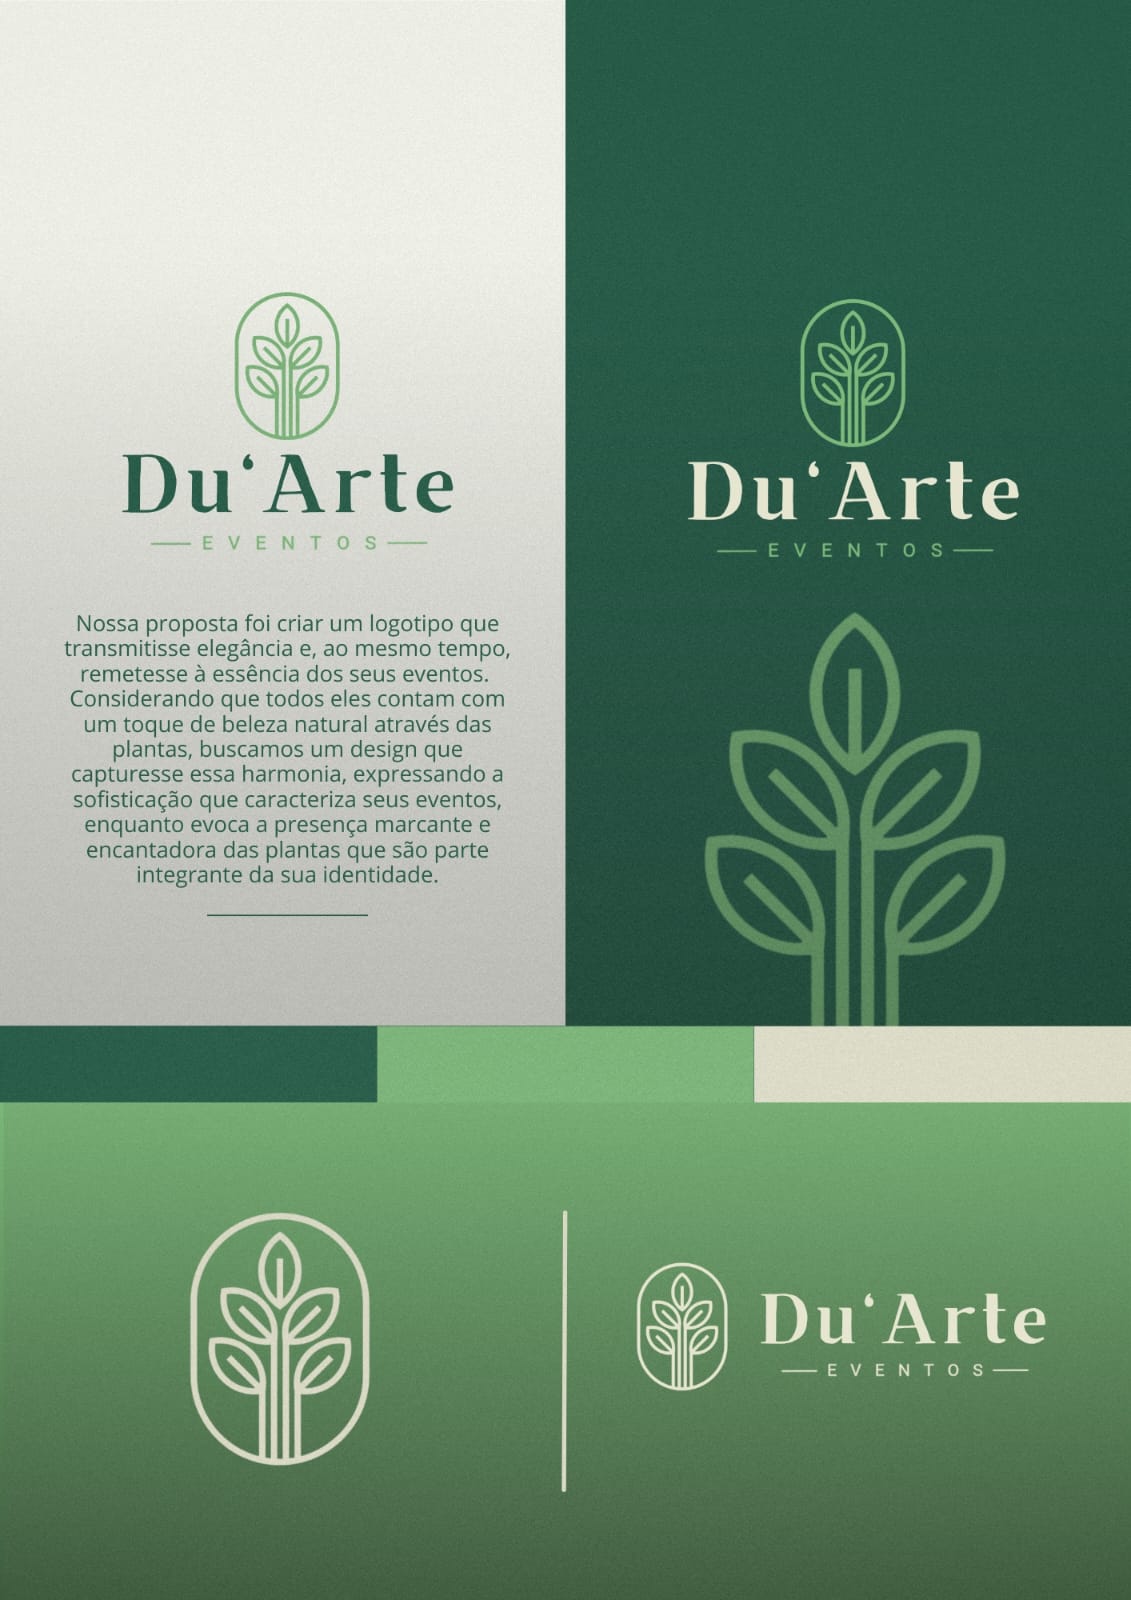 Du‘Arte
EVENTOS
Nossa proposta foi criar um logotipo que
transmitisse elegância e, ao mesmo tempo,
remetesse à essência dos seus eventos.
Considerando que todos eles contam com
um toque de beleza natural através das
plantas, buscamos um design que
capturesse essa harmonia, expressando a
sofisticação que caracteriza seus eventos,
enquanto evoca a presença marcante e
encantadora das plantas que são parte
integrante da sua identidade.
Du‘Arte
EVENTOS
Du‘Arte
EVENTOS